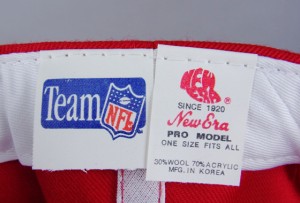 Team NFL
NEW
ERA
SINCE 1920
New Era
PRO MODEL
ONE SIZE FITS ALL
30%WOOL 70%ACRYLIC
MFG. IN KOREA